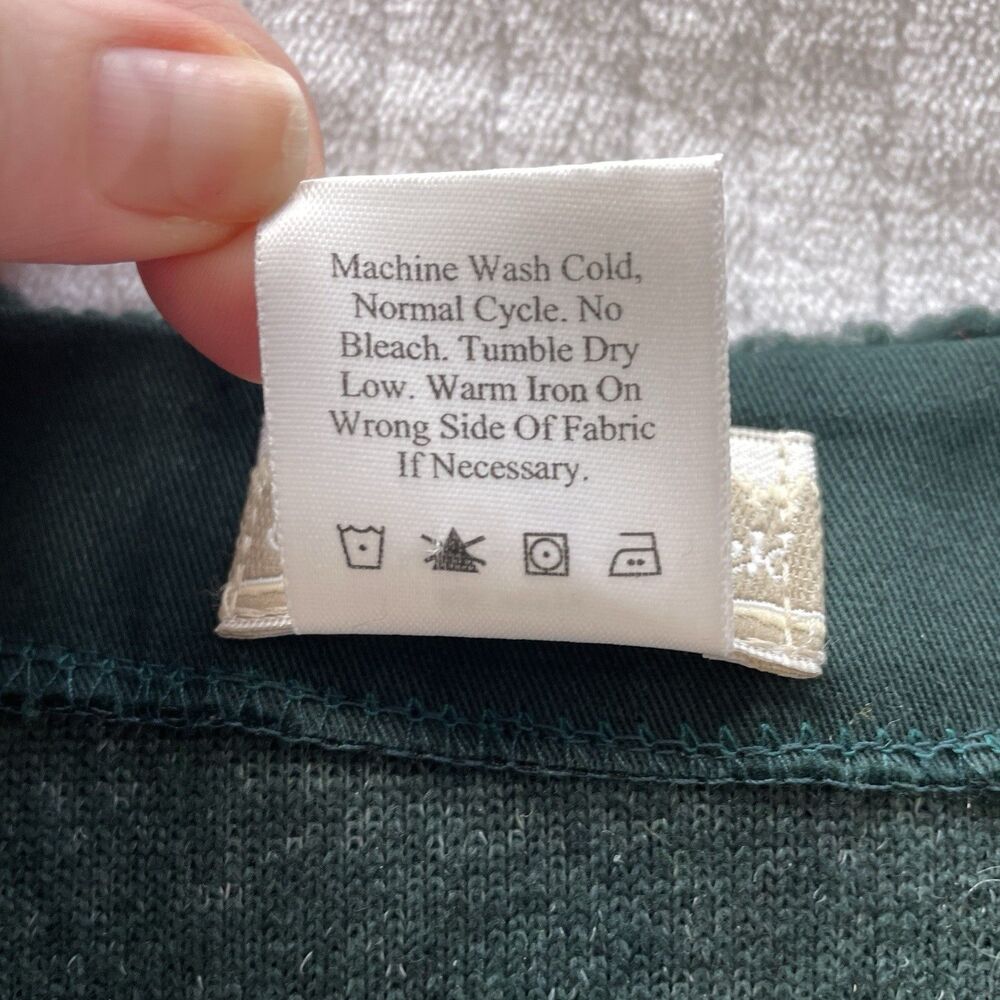 Machine Wash Cold,
Normal Cycle. No
Bleach. Tumble Dry
Low. Warm Iron On
Wrong Side Of Fabric
If Necessary.